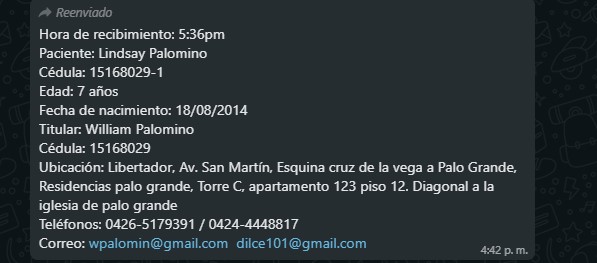 Reenviado
Hora de recibimiento: 5:36pm
Paciente: Lindsay Palomino
Cédula: 15168029-1
Edad: 7 años
Fecha de nacimiento: 18/08/2014
Titular: William Palomino
Cédula: 15168029
Ubicación: Libertador, Av. San Martín, Esquina cruz de la vega a Palo Grande,
Residencias palo grande, Torre C, apartamento 123 piso 12. Diagonal a la
iglesia de palo grande
Teléfonos: 0426-5179391 / 0424-4448817
Correo: wpalomin@gmail.com dilce101@gmail.com
4:42 p. m.